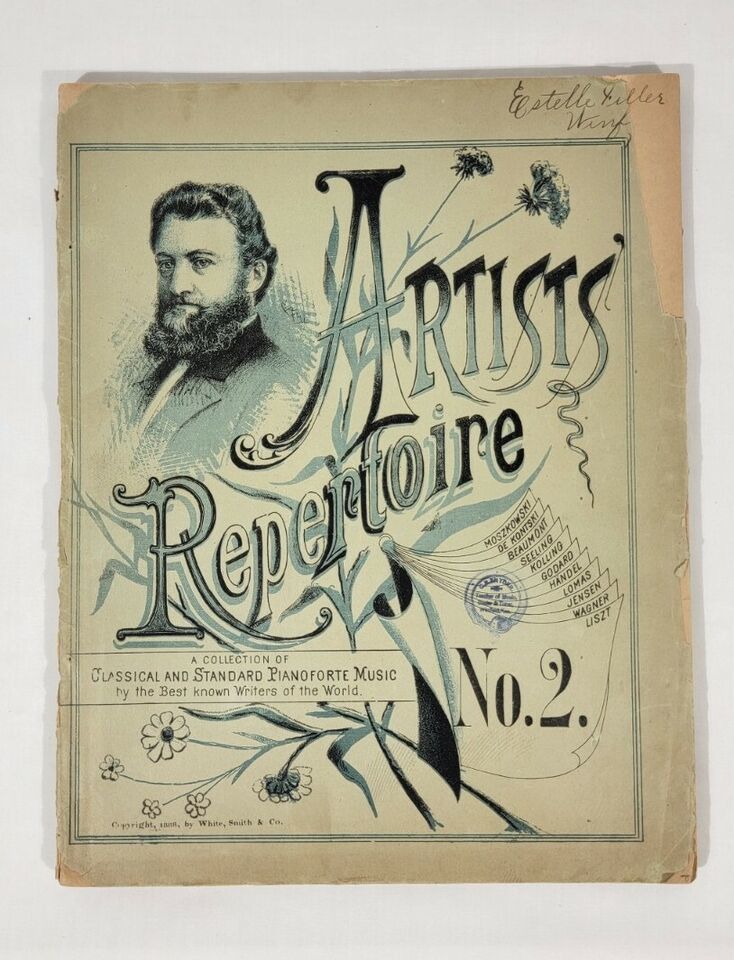 Estelle
ARTISTS'
Repertoire
MOSZKOWSKI
DE KONTSKI
BEAUMONT
SEELING
KOLLING
GODARD
HANDEL
LOMAS
JENSEN
WAGNER
LISZT
A COLLECTION OF
CLASSICAL AND STANDARD PIANOFORTE MUSIC
by the Best known Writers of the World.
No. 2.
Copyright, 1888, by White, Smith & Co.